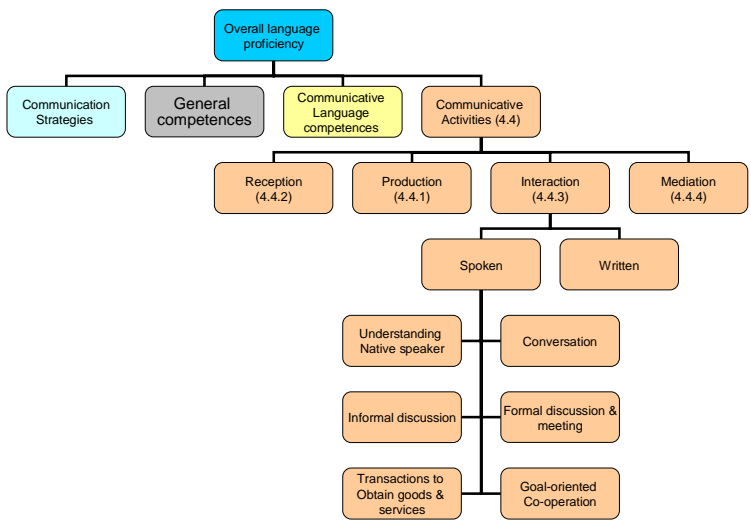 Overall language
proficiency
Communication
Strategies
General
competences
Communicative
Language
competences
Communicative
Activities (4.4)
Reception
(4.4.2)
Production
(4.4.1)
Interaction
(4.4.3)
Mediation
(4.4.4)
Spoken
Written
Understanding
Native speaker
Conversation
Informal discussion
Formal discussion &
meeting
Transactions to
Obtain goods &
services
Goal-oriented
Co-operation